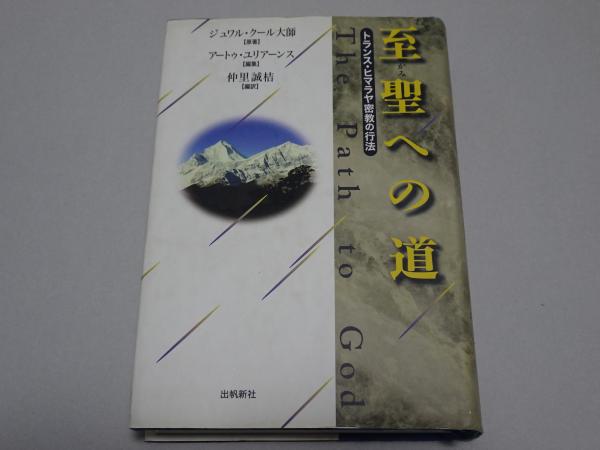 至聖への道
かみ
トランス・ヒマラヤ密教の行法
The Path to God
ジュワル・クール大師
【原著】
アートゥ・ユリアーンス
【編集】
仲里誠桔
【編訳】
出帆新社